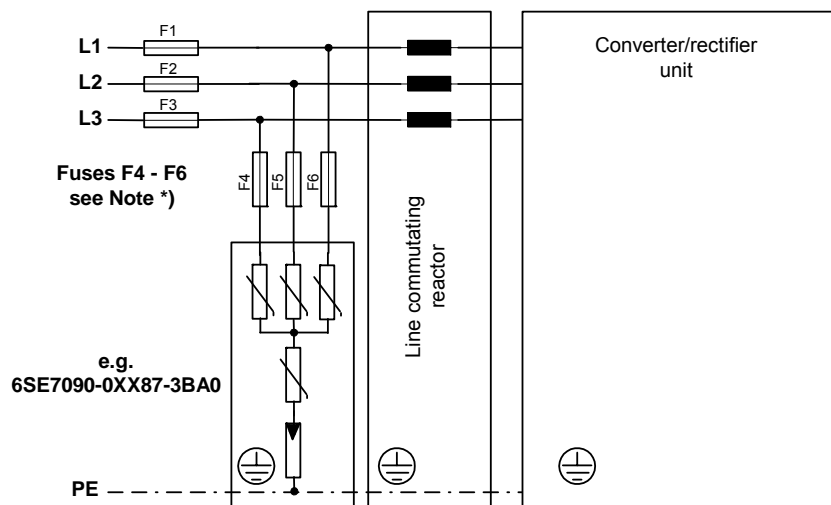 L1
F1
L2
F2
L3
F3
Converter/rectifier
unit
Fuses F4 - F6
see Note *)
F4
F5
F6
Line commutating
reactor
e.g.
6SE7090-0XX87-3BA0
PE